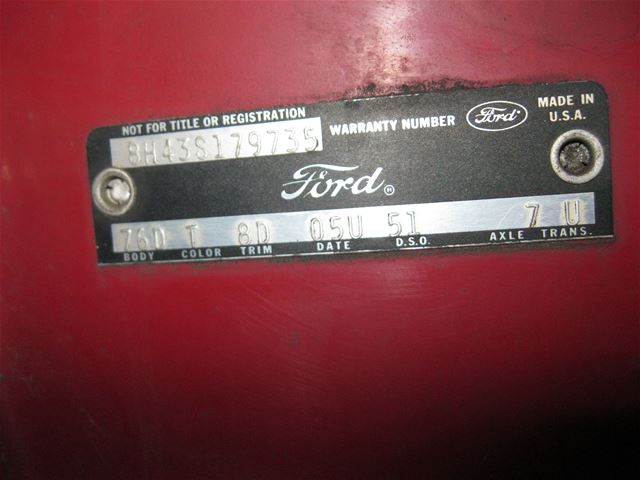 NOT FOR TITLE OR REGISTRATION
8H43S179735
WARRANTY NUMBER
Ford
MADE IN
U.S.A.
Ford®
76D T 8D 05U 51 7 U
BODY COLOR TRIM DATE D.S.O. AXLE TRANS.